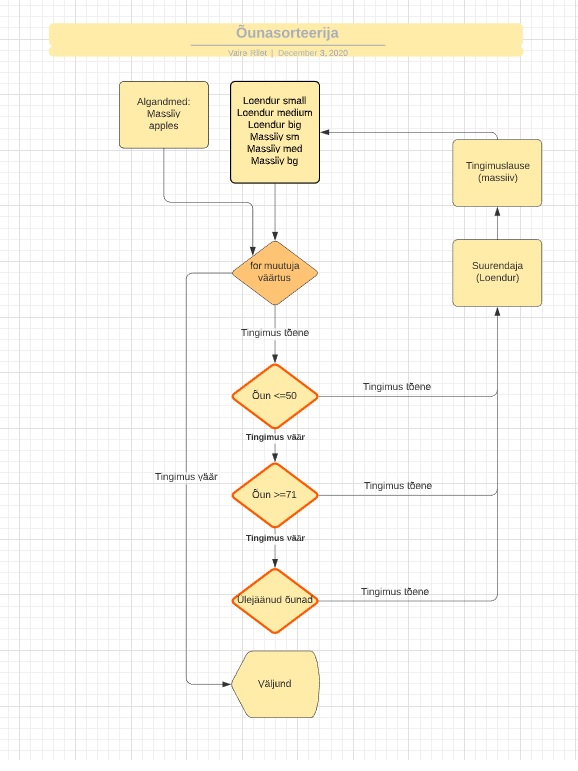 Õunasorteerija
Vaira Rliet | December 3, 2020
Algandmed:
Massiiv
apples
Loendur small
Loendur medium
Loendur big
Massiiv sm
Massiiv med
Massiiv bg
Tingimuslause
(massiiv)
Suurendaja
(Loendur)
for muutuja
väärtus
Tingimus tõene
Õun <=50
Tingimus tõene
Tingimus väär
Tingimus väär
Õun >=71
Tingimus tõene
Tingimus väär
Ülejäänud õunad
Tingimus tõene
Väljund